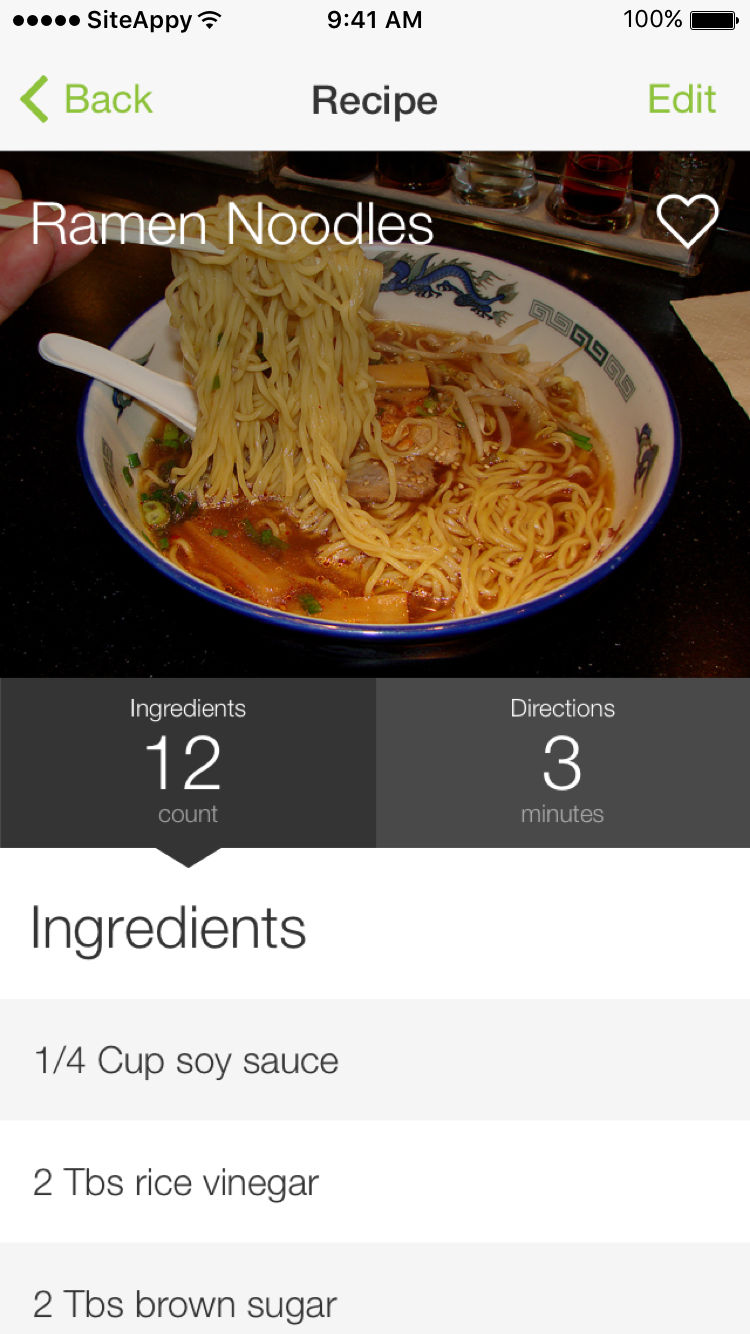 SiteAppy 9:41 AM 100%
Back Recipe Edit
Ramen Noodles
Ingredients Directions
12 3
count minutes
Ingredients
1/4 Cup soy sauce
2 Tbs rice vinegar
2 Tbs brown sugar